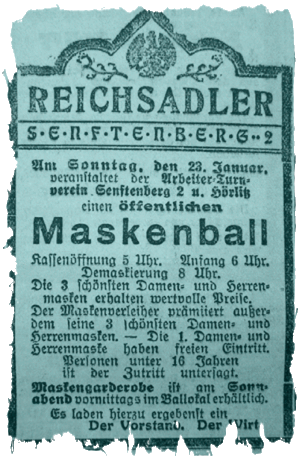 REICHSADLER
S·E·N·F·T·E·N·B·E·R·G-2
Am Sonntag, den 23. Januar,
veranstaltet der Arbeiter-Turn-
verein Senftenberg 2 u. Hörlitz
einen öffentlichen
Maskenball
Kassenöffnung 5 Uhr. Anfang 6 Uhr.
Demaskierung 8 Uhr.
Die 3 schönsten Damen- und Herren-
masken erhalten wertvolle Preise.
Der Maskenverleiher prämiiert außer-
dem seine 3 schönsten Damen- und
Herrenmasken. — Die 1. Damen- und
Herrenmaske haben freien Eintritt.
Personen unter 16 Jahren
ist der Zutritt untersagt.
Maskengarderobe ist am Sonn-
abend vormittags im Ballokal erhältlich.
Es laden hierzu ergebenst ein
Der Vorstand. Der Wirt